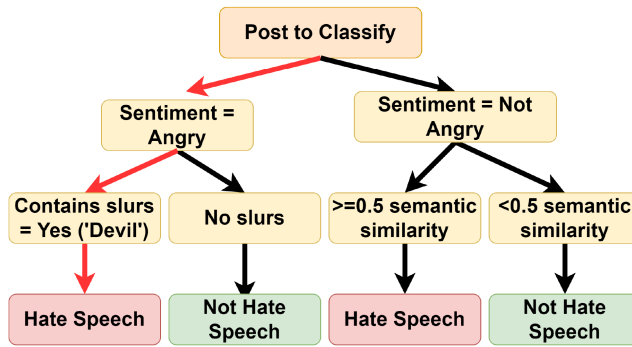 Post to Classify
Sentiment =
Angry
Sentiment = Not
Angry
Contains slurs
= Yes ('Devil')
No slurs
>=0.5 semantic
similarity
<0.5 semantic
similarity
Hate Speech
Not Hate
Speech
Hate Speech
Not Hate
Speech